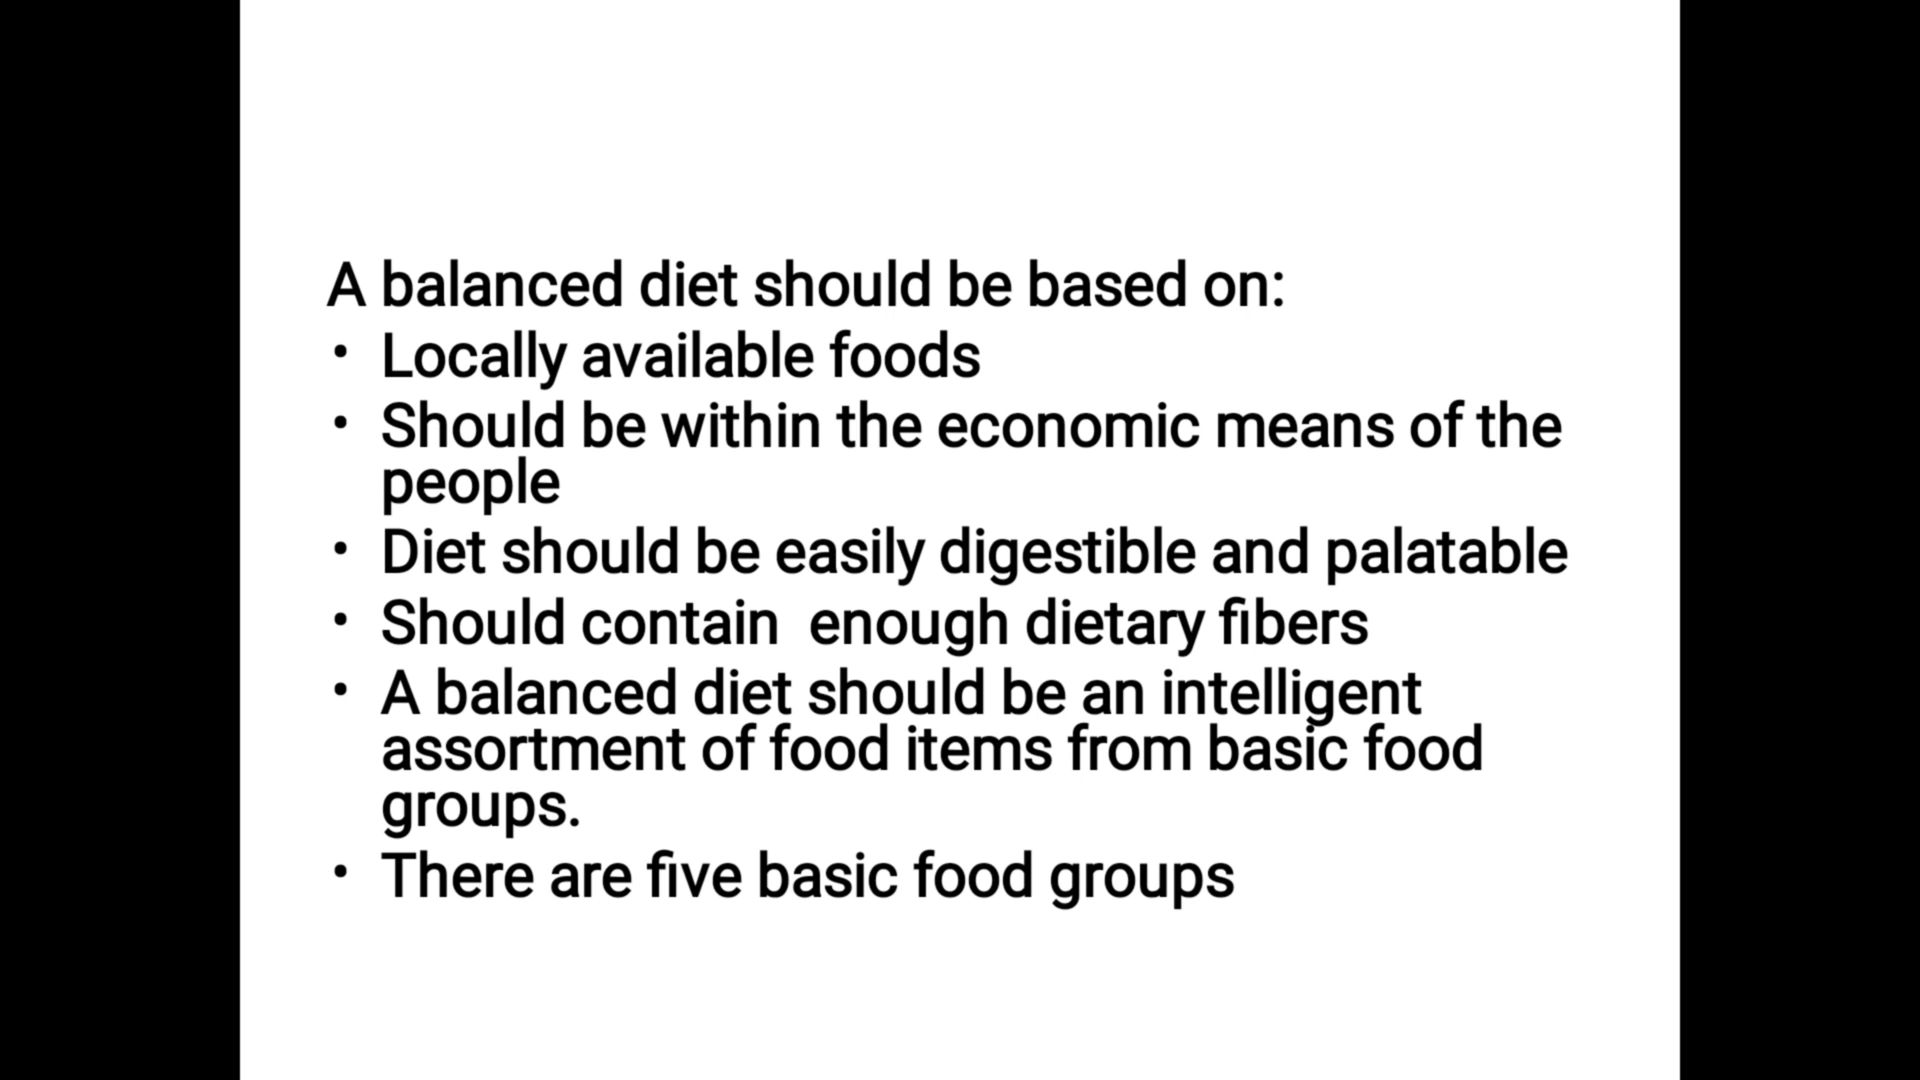 A balanced diet should be based on:
• Locally available foods
• Should be within the economic means of the
people
• Diet should be easily digestible and palatable
• Should contain  enough dietary fibers
• A balanced diet should be an intelligent
assortment of food items from basic food
groups.
• There are five basic food groups